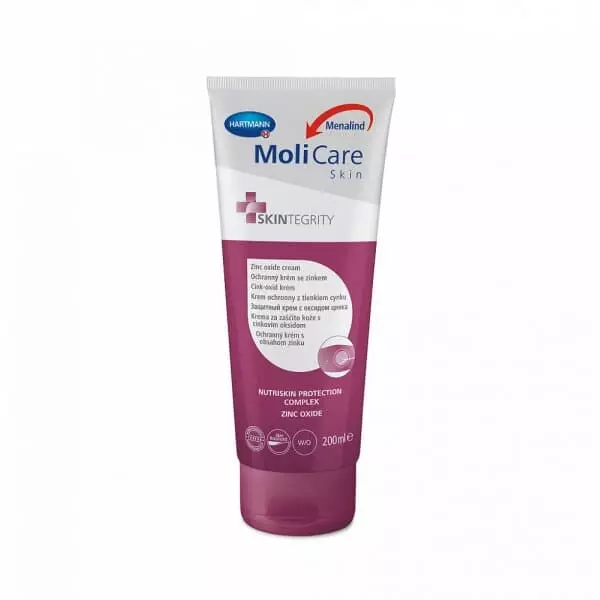 HARTMANN
Menalind
MoliCare
Skin
SKINTEGRITY
Zinc oxide cream
Ochranný krém se zinkem
Cink-oxid krém
Krem ochronny z tlenkiem cynku
Защитный крем с оксидом цинка
Krema za zaščito kože s
cinkovim oksidom
Ochranný krém s
obsahom zinku
NUTRISKIN PROTECTION
COMPLEX
ZINC OXIDE
W/O
200 ml e